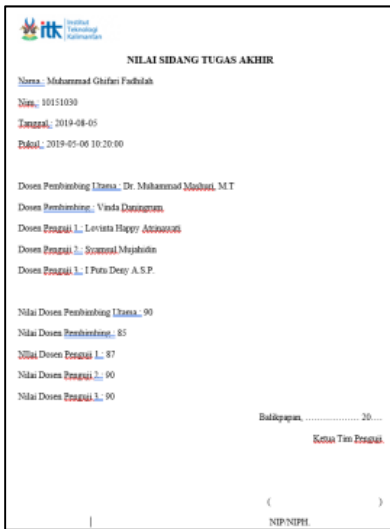 itk Institut
Teknologi
Kalimantan
NILAI SIDANG TUGAS AKHIR
Nama : Muhammad Ghifari Fadhilah
Nim : 10151030
Tanggal : 2019-08-05
Pukul : 2019-05-06 10:20:00
Dosen Pembimbing Utama : Dr. Muhammad Mashuri, M.T
Dosen Pembimbing : Vinda Daningrum
Dosen Penguji 1 : Lovinta Happy Atrinawati
Dosen Penguji 2 : Syamsul Mujahidin
Dosen Penguji 3 : I Putu Deny A.S.P.
Nilai Dosen Pembimbing Utama : 90
Nilai Dosen Pembimbing : 85
NIlai Dosen Penguji 1 : 87
Nilai Dosen Penguji 2 : 90
Nilai Dosen Penguji 3 : 90
Balikpapan, .................... 20....
Ketua Tim Penguji
( )
NIP/NIPH.